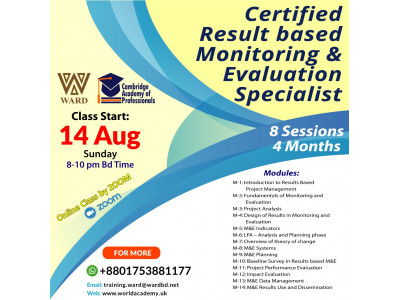 Certified
Result based
Monitoring &
Evaluation
Specialist
WARD
Cambridge
Academy of
Professionals
Class Start:
14 Aug
Sunday
8-10 pm Bd Time
8 Sessions
4 Months
Online Class by ZOOM
zoom
Modules:
M-1: Introduction to Results Based
Project Management
M-2: Fundamentals of Monitoring and
Evaluation
M-3: Project Analysis
M-4: Design of Results in Monitoring and
Evaluation
M-5: M&E Indicators
M-6: LFA – Analysis and Planning phase
M-7: Overview of theory of change
M-8: M&E Systems
M-9: M&E Planning
M-10: Baseline Survey in Results based M&E
M-11: Project Performance Evaluation
M-12: Impact Evaluation
M-13: M&E Data Management
M-14: M&E Results Use and Dissemination
FOR MORE
+8801753881177
Email: training.ward@wardbd.net
Web: www.worldacademy.uk